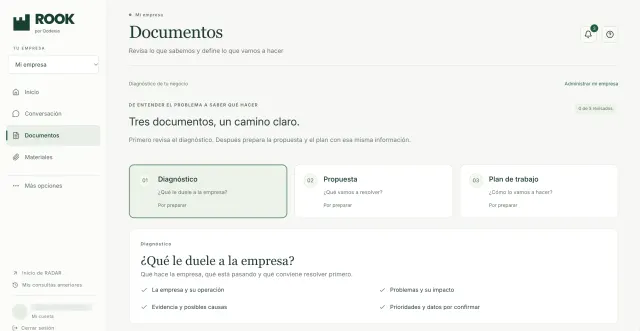 ROOK
por Qodexia
TU EMPRESA
Mi empresa
Inicio
Conversación
Documentos
Materiales
Más opciones
Inicio de RADAR
Mis consultas anteriores
Mi cuenta
Cerrar sesión
Mi empresa
Documentos
Revisa lo que sabemos y define lo que vamos a hacer
Diagnóstico de tu negocio
Administrar mi empresa
DE ENTENDER EL PROBLEMA A SABER QUÉ HACER
0 de 3 revisadas
Tres documentos, un camino claro.
Primero revisa el diagnóstico. Después prepara la propuesta y el plan con esa misma información.
01
Diagnóstico
¿Qué le duele a la empresa?
Por preparar
02
Propuesta
¿Qué vamos a resolver?
Por preparar
03
Plan de trabajo
¿Cómo lo vamos a hacer?
Por preparar
Diagnóstico
¿Qué le duele a la empresa?
Qué hace la empresa, qué está pasando y qué conviene resolver primero.
La empresa y su operación
Problemas y su impacto
Evidencia y posibles causas
Prioridades y datos por confirmar